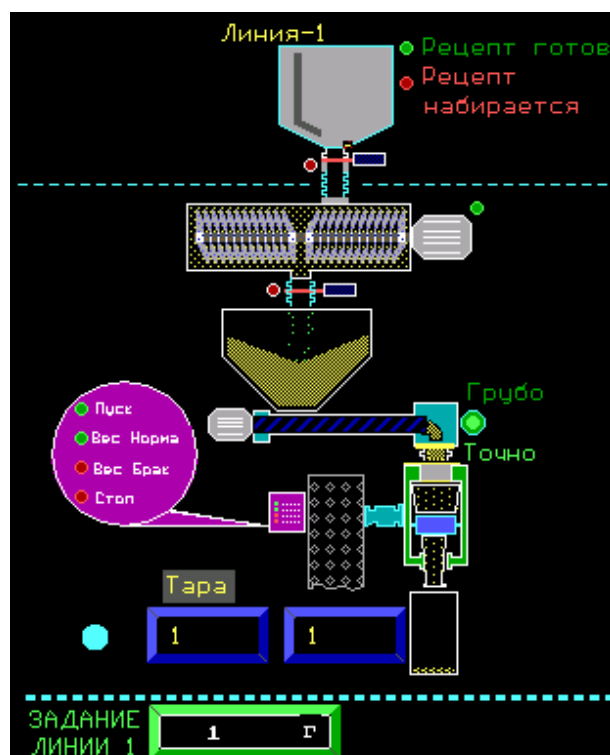 Линия-1
Рецепт готов
Рецепт
набирается
Грубо
Точно
Пуск
Вес Норма
Вес Брак
Стоп
Тара
1
1
ЗАДАНИЕ
ЛИНИИ 1
1 г